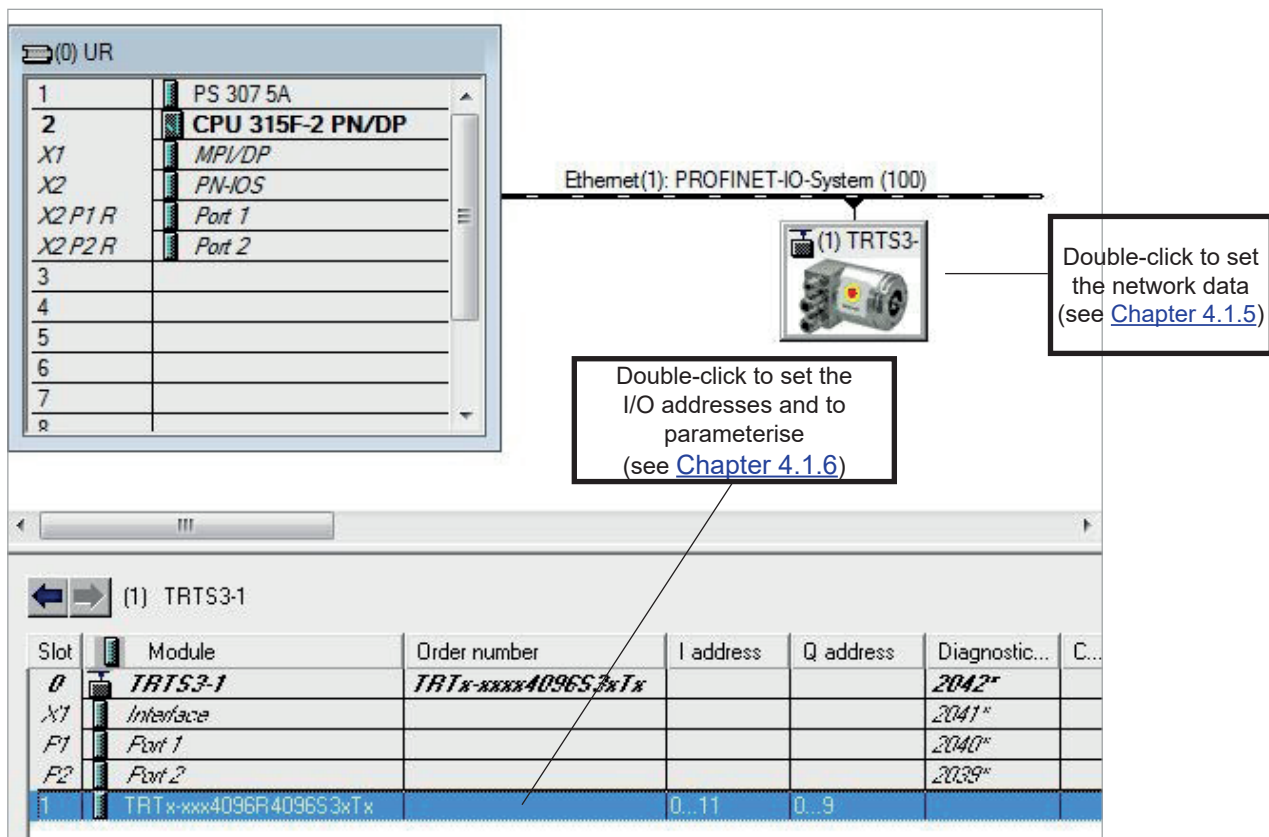 (0) UR
1 PS 307 5A
2 CPU 315F-2 PN/DP
X1 MPI/DP
X2 PN-IOS
X2 P1 R Port 1
X2 P2 R Port 2
3
4
5
6
7
8
Ethernet(1): PROFINET-IO-System (100)
(1) TRTS3-
Double-click to set
the network data
(see Chapter 4.1.5)
Double-click to set the
I/O addresses and to
parameterise
(see Chapter 4.1.6)
(1) TRTS3-1
Slot Module Order number I address Q address Diagnostic... C...
0 TRTS3-1 TRTx-xxxx4096S3xTx 2042*
X1 Interface 2041*
P1 Port 1 2040*
P2 Port 2 2039*
1 TRTx-xxx4096R4096S3xTx 0...11 0...9